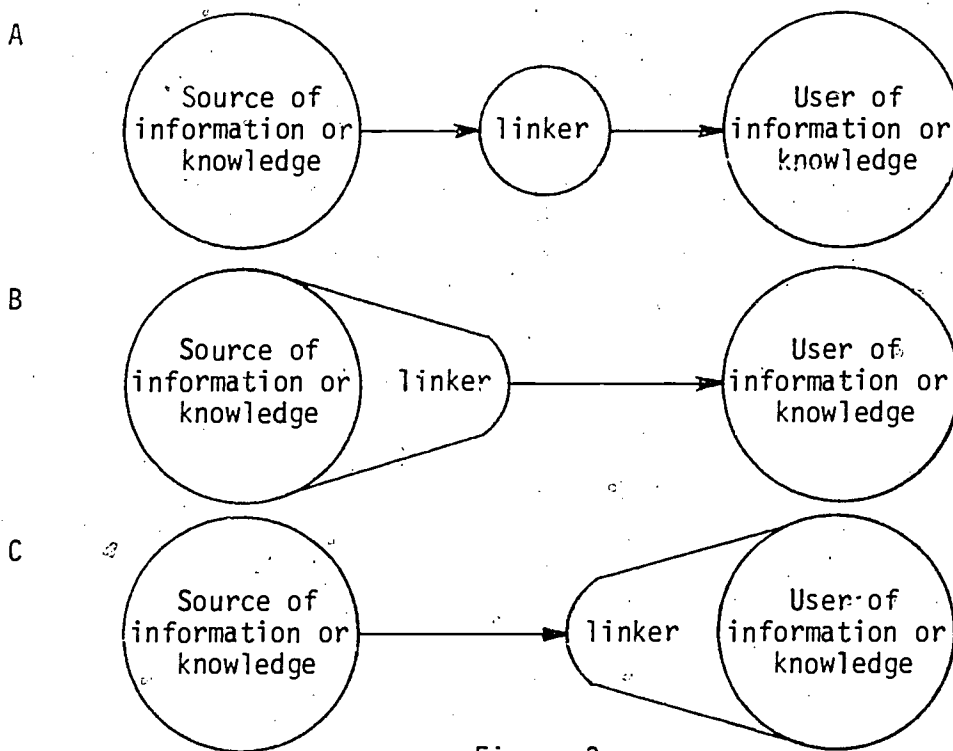 A
Source of
information or
knowledge
linker
User of
information or
knowledge
B
Source of
information or
knowledge
linker
User of
information or
knowledge
C
Source of
information or
knowledge
linker
User of
information or
knowledge